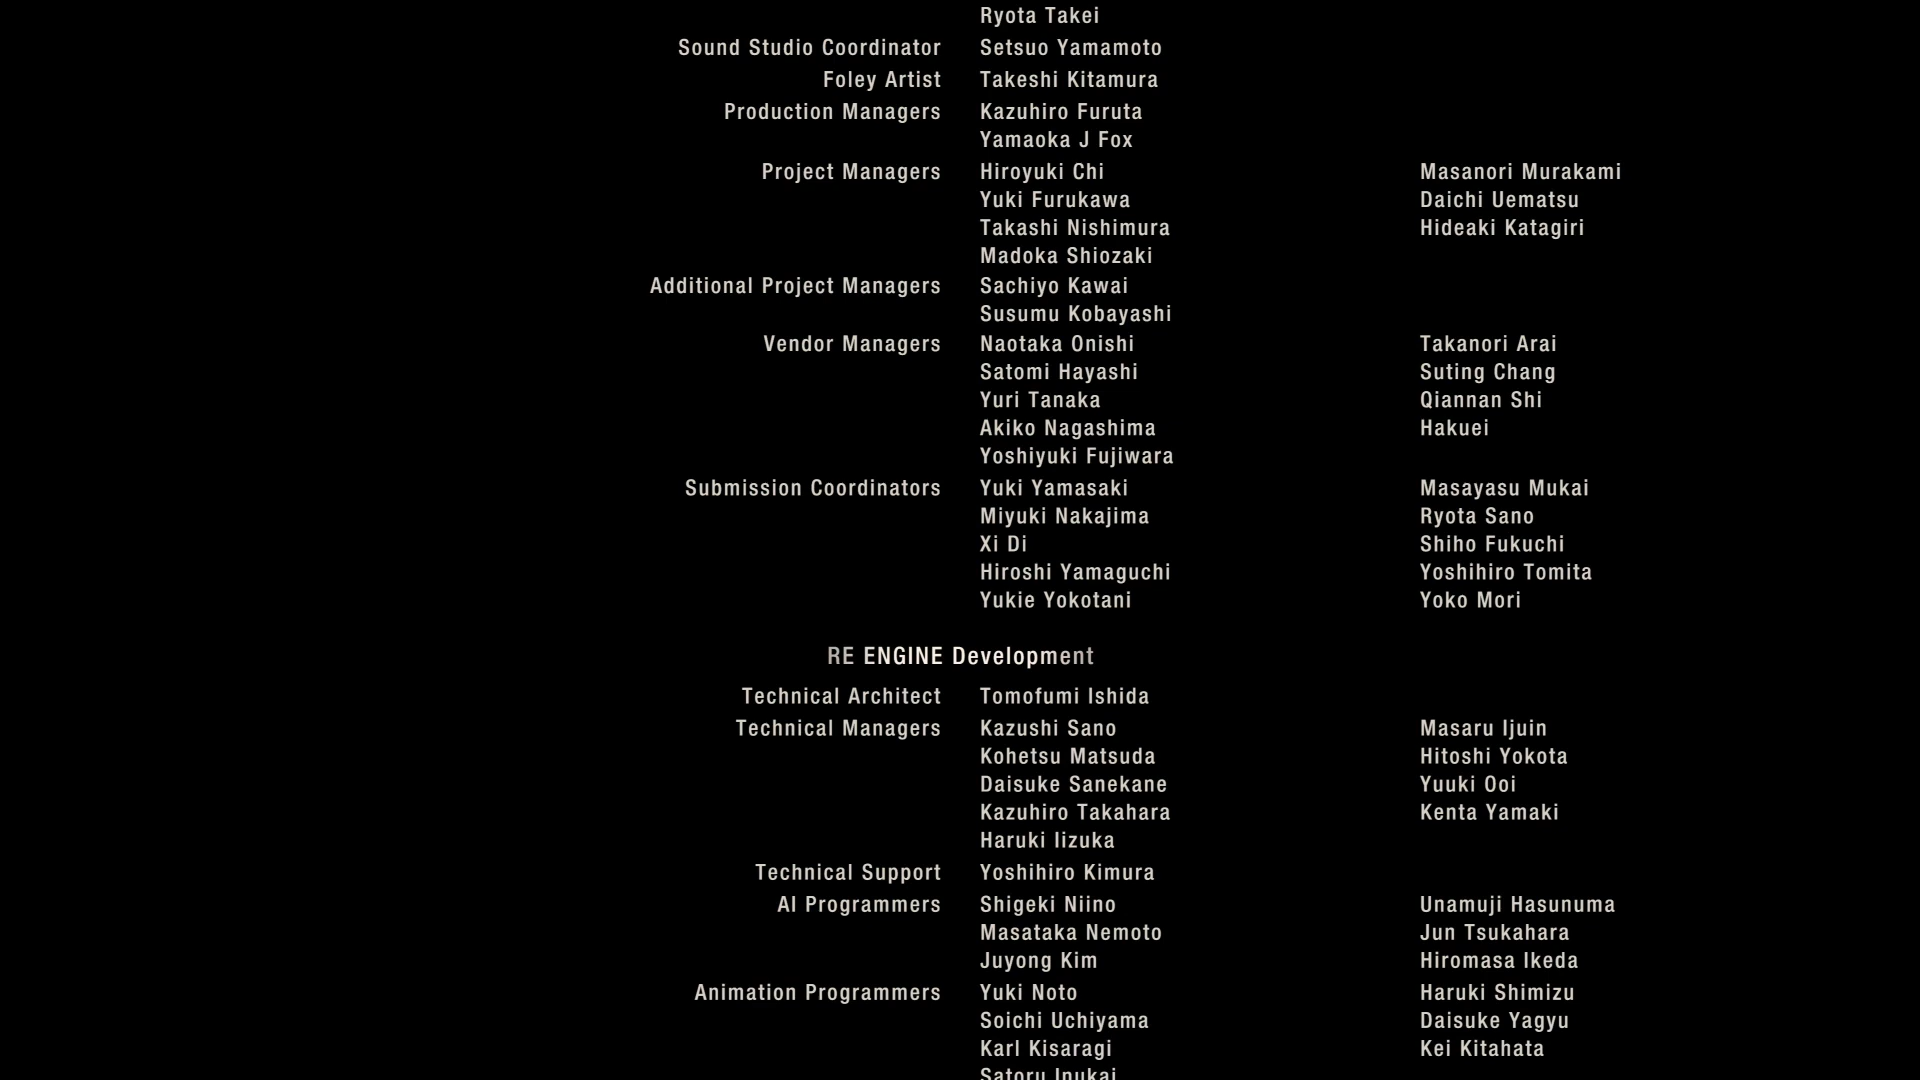 Ryota Takei
Sound Studio Coordinator Setsuo Yamamoto
Foley Artist Takeshi Kitamura
Production Managers Kazuhiro Furuta
Yamaoka J Fox
Project Managers Hiroyuki Chi Masanori Murakami
Yuki Furukawa Daichi Uematsu
Takashi Nishimura Hideaki Katagiri
Madoka Shiozaki
Additional Project Managers Sachiyo Kawai
Susumu Kobayashi
Vendor Managers Naotaka Onishi Takanori Arai
Satomi Hayashi Suting Chang
Yuri Tanaka Qiannan Shi
Akiko Nagashima Hakuei
Yoshiyuki Fujiwara
Submission Coordinators Yuki Yamasaki Masayasu Mukai
Miyuki Nakajima Ryota Sano
Xi Di Shiho Fukuchi
Hiroshi Yamaguchi Yoshihiro Tomita
Yukie Yokotani Yoko Mori
RE ENGINE Development
Technical Architect Tomofumi Ishida
Technical Managers Kazushi Sano Masaru Ijuin
Kohetsu Matsuda Hitoshi Yokota
Daisuke Sanekane Yuuki Ooi
Kazuhiro Takahara Kenta Yamaki
Haruki Iizuka
Technical Support Yoshihiro Kimura
AI Programmers Shigeki Niino Unamuji Hasunuma
Masataka Nemoto Jun Tsukahara
Juyong Kim Hiromasa Ikeda
Animation Programmers Yuki Noto Haruki Shimizu
Soichi Uchiyama Daisuke Yagyu
Karl Kisaragi Kei Kitahata
Satoru Inukai